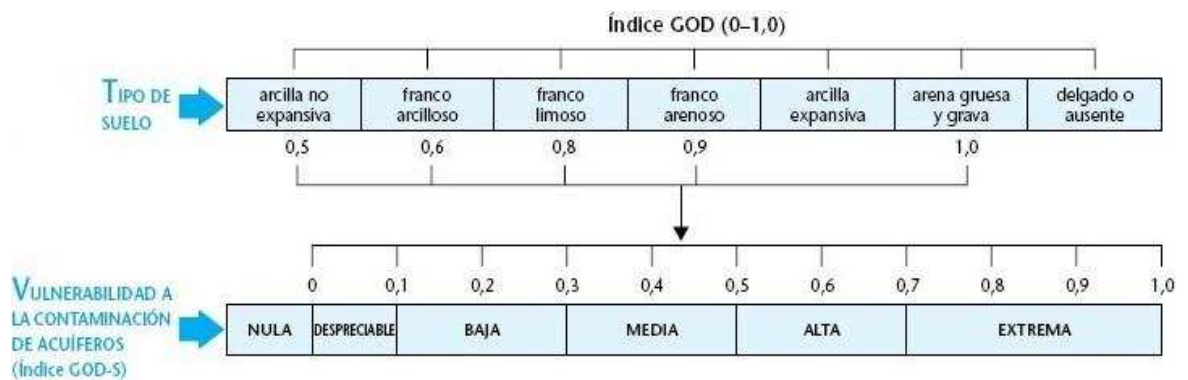 Índice GOD (0–1,0)
TIPO DE
SUELO
arcilla no
expansiva
franco
arcilloso
franco
limoso
franco
arenoso
arcilla
expansiva
arena gruesa
y grava
delgado o
ausente
0,5 0,6 0,8 0,9 1,0
0 0,1 0,2 0,3 0,4 0,5 0,6 0,7 0,8 0,9 1,0
VULNERABILIDAD A
LA CONTAMINACIÓN
DE ACUÍFEROS
(Índice GOD-S)
NULA DESPRECIABLE BAJA MEDIA ALTA EXTREMA